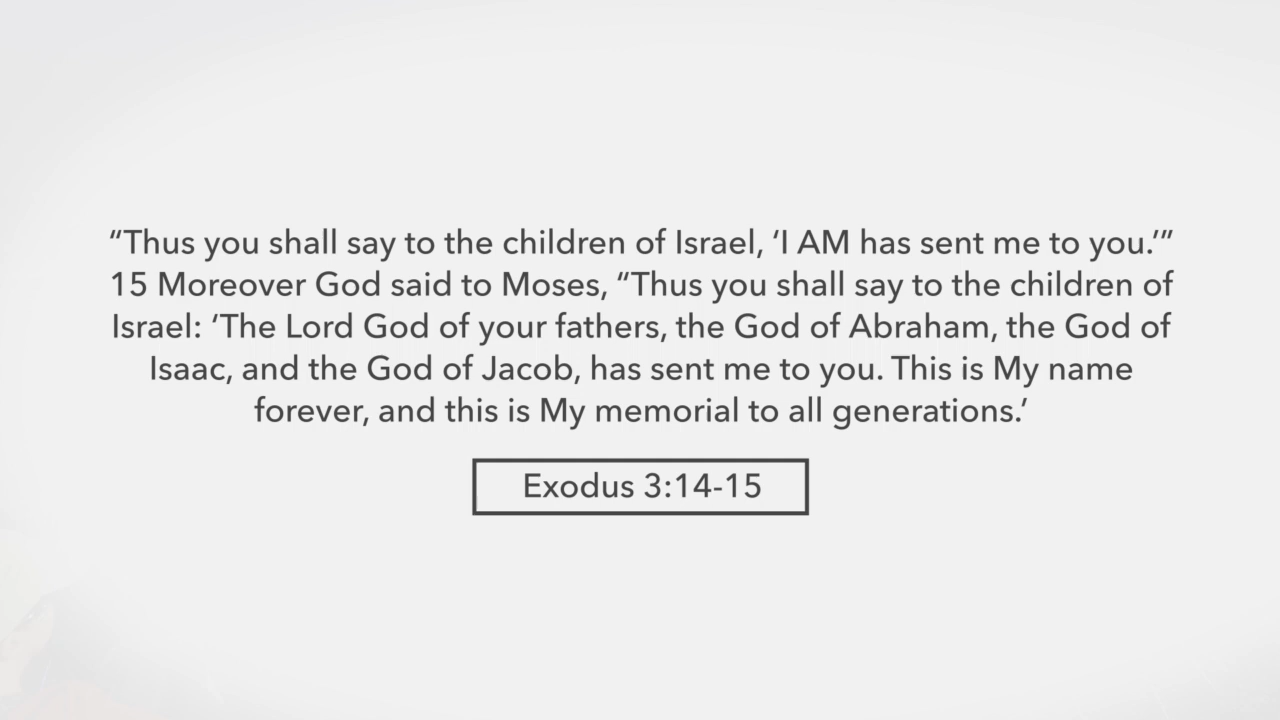 “Thus you shall say to the children of Israel, ‘I AM has sent me to you.’”
15 Moreover God said to Moses, “Thus you shall say to the children of
Israel: ‘The Lord God of your fathers, the God of Abraham, the God of
Isaac, and the God of Jacob, has sent me to you. This is My name
forever, and this is My memorial to all generations.’
Exodus 3:14-15